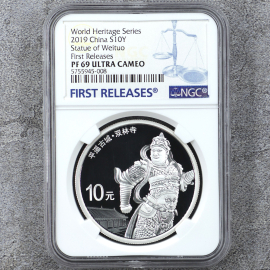 World Heritage Series
2019 China S10Y
Statue of Weituo
First Releases
PF 69 ULTRA CAMEO
5755945-008
FIRST RELEASES®
NGC®
平遥古城·双林寺
10元